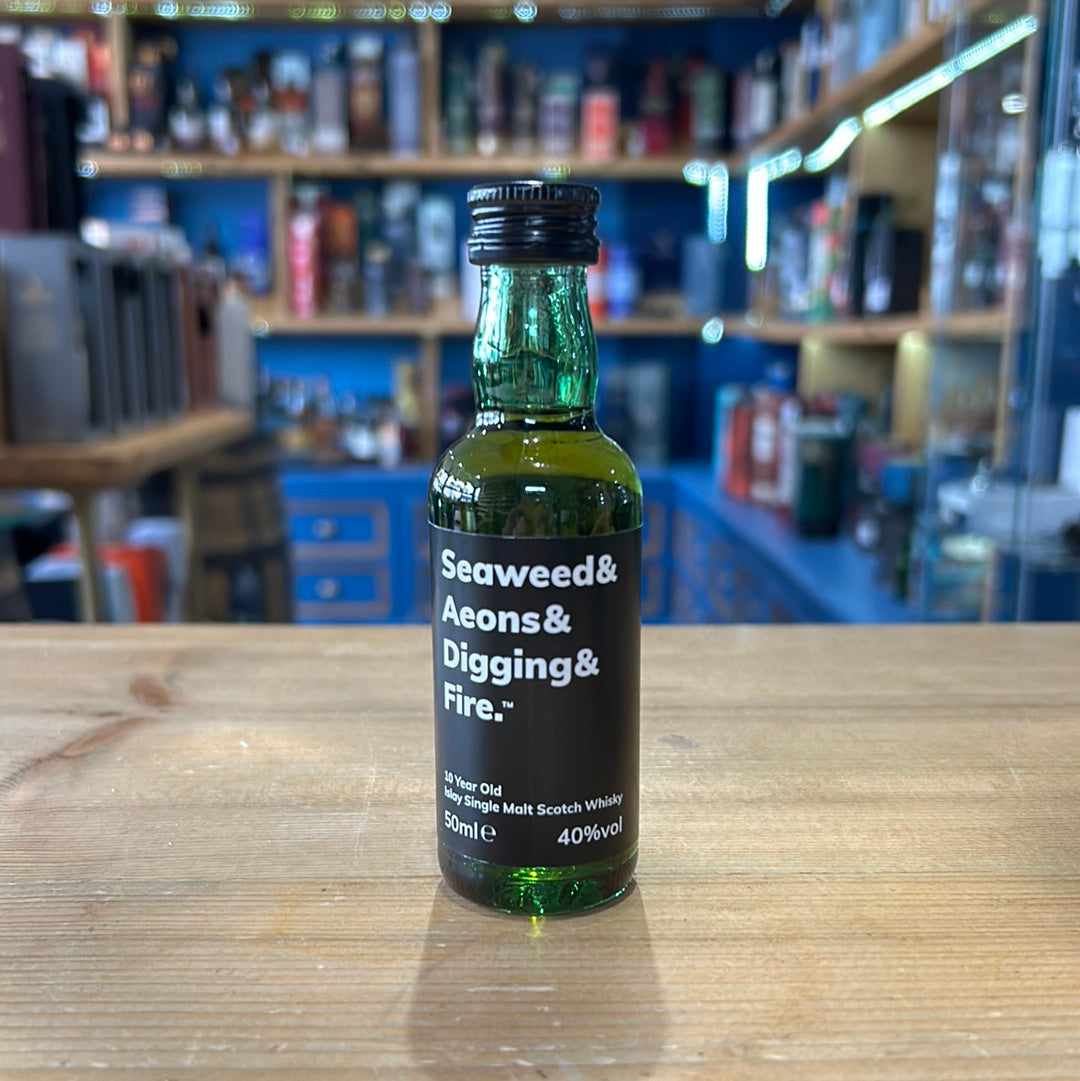 Seaweed&
Aeons&
Digging&
Fire.™
10 Year Old
Islay Single Malt Scotch Whisky
50ml℮ 40%vol